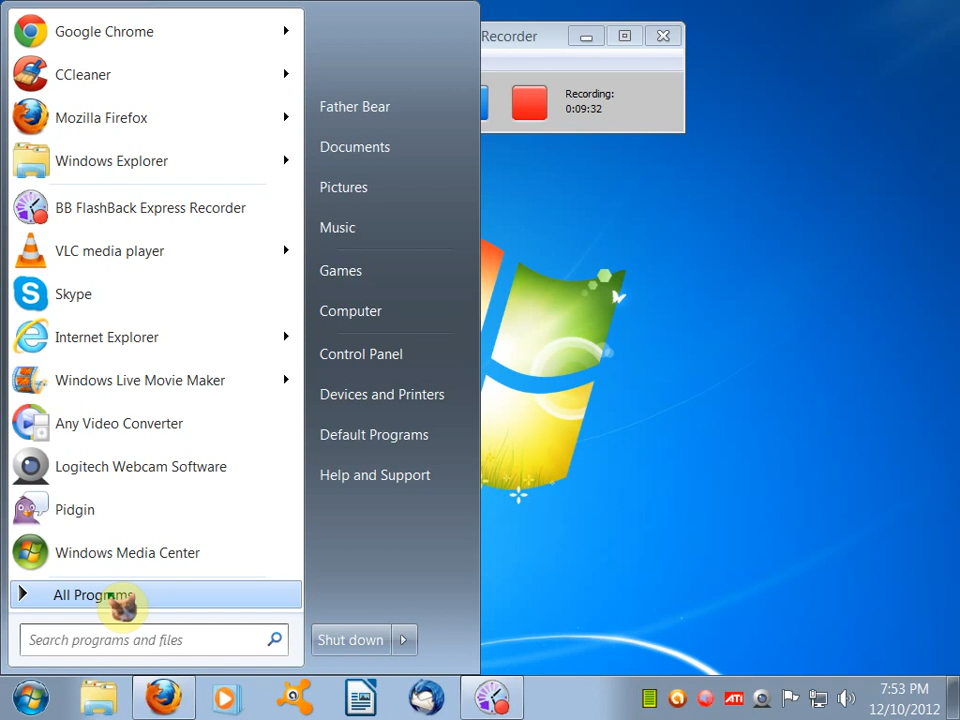 Google Chrome
CCleaner
Mozilla Firefox
Windows Explorer
BB FlashBack Express Recorder
VLC media player
Skype
Internet Explorer
Windows Live Movie Maker
Any Video Converter
Logitech Webcam Software
Pidgin
Windows Media Center
All Programs
Search programs and files
Father Bear
Documents
Pictures
Music
Games
Computer
Control Panel
Devices and Printers
Default Programs
Help and Support
Shut down
Recorder
Recording:
0:09:32
ATI
7:53 PM
12/10/2012